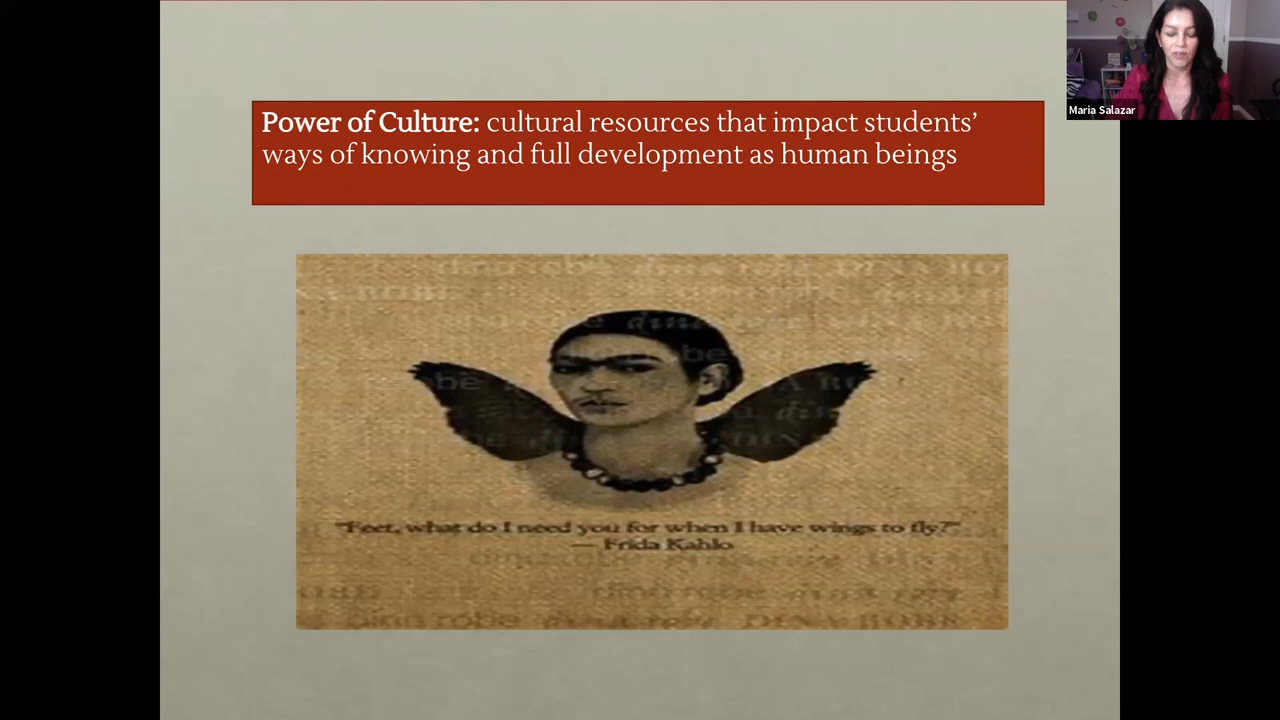 Power of Culture: cultural resources that impact students’
ways of knowing and full development as human beings
Maria Salazar
"Feet, what do I need you for when I have wings to fly?"
— Frida Kahlo